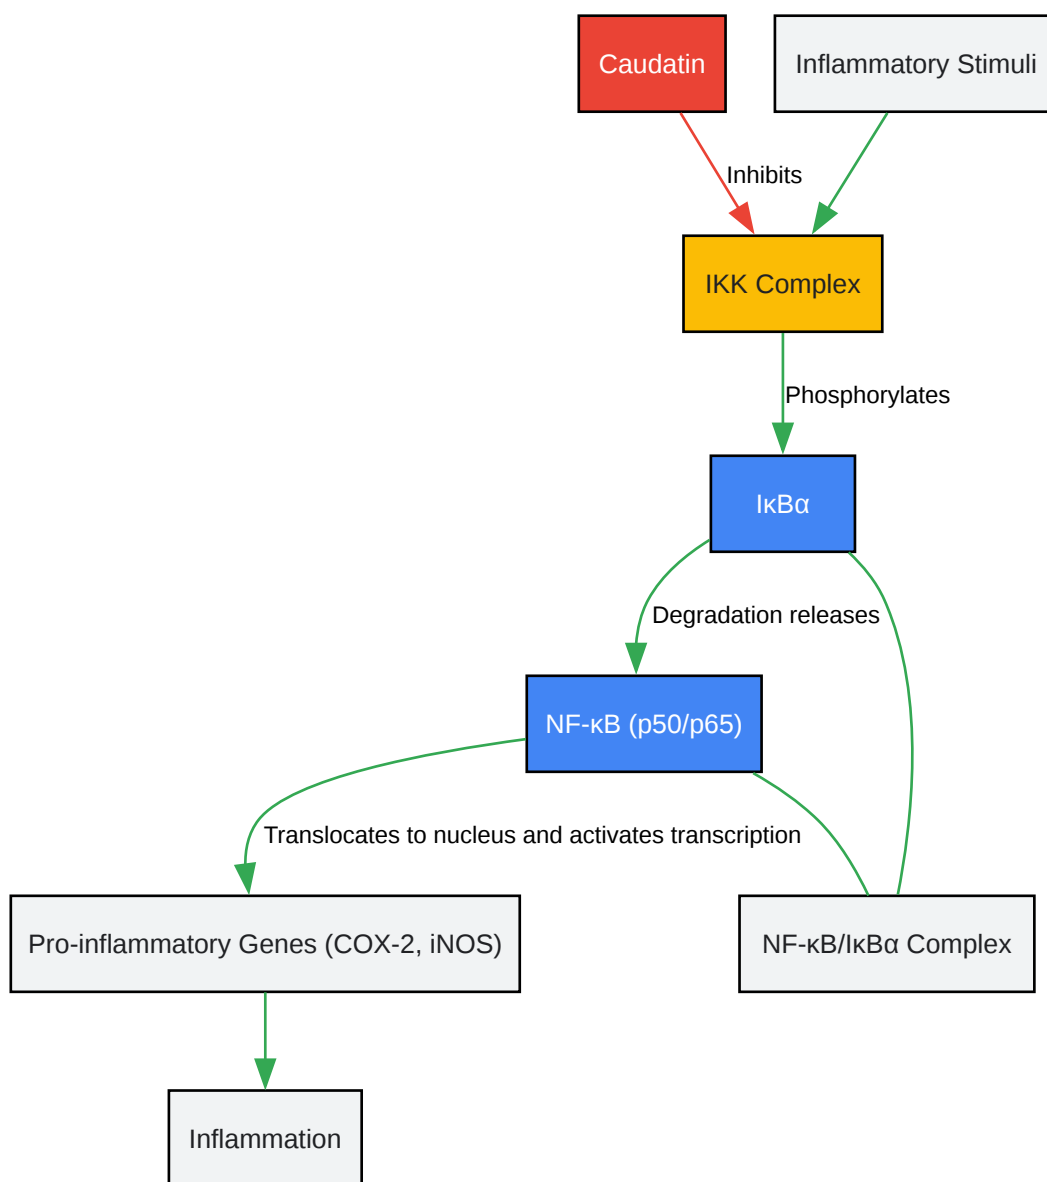 Caudatin
Inflammatory Stimuli
Inhibits
IKK Complex
Phosphorylates
IκBα
Degradation releases
NF-κB (p50/p65)
Translocates to nucleus and activates transcription
Pro-inflammatory Genes (COX-2, iNOS)
NF-κB/IκBα Complex
Inflammation